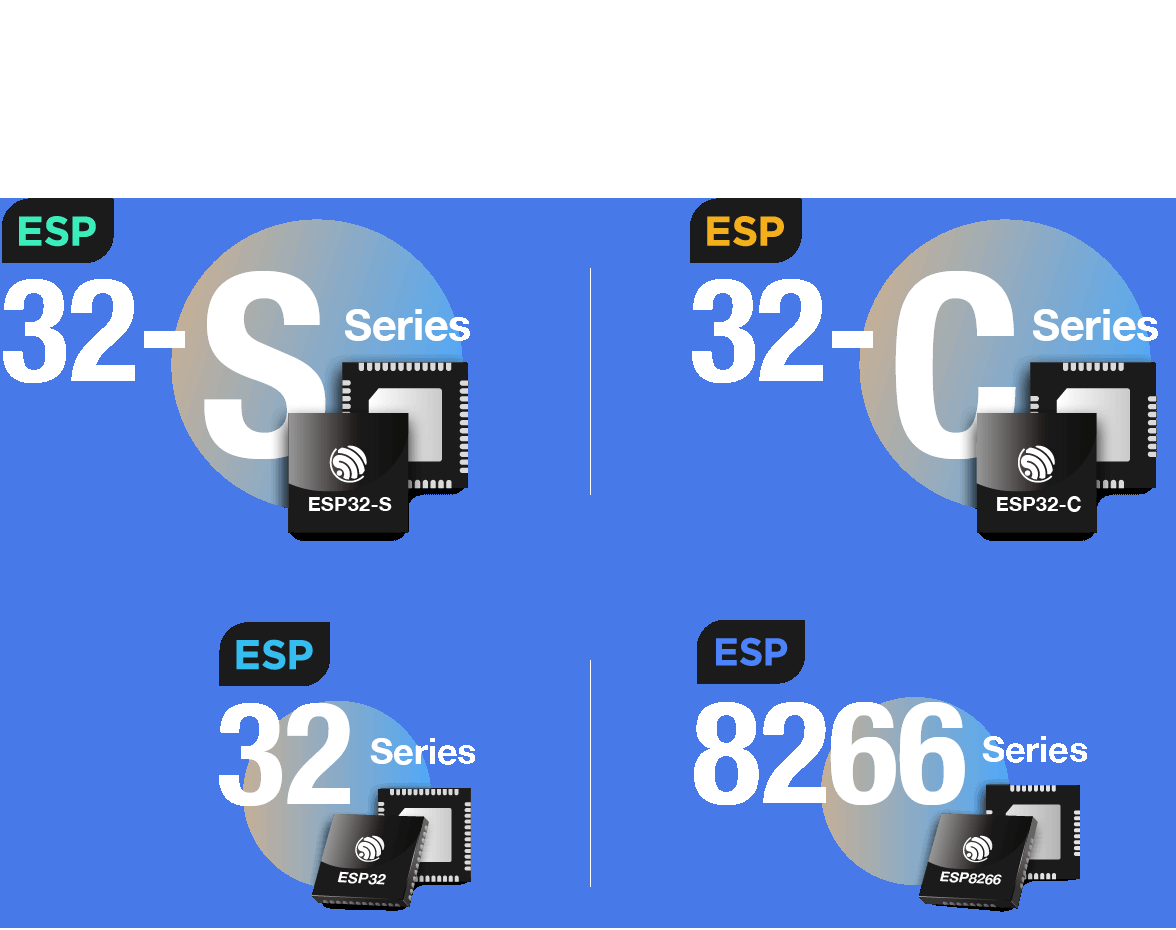 ESP
32-S Series
ESP32-S
ESP
32-C Series
ESP32-C
ESP
32 Series
ESP32
ESP
8266 Series
ESP8266